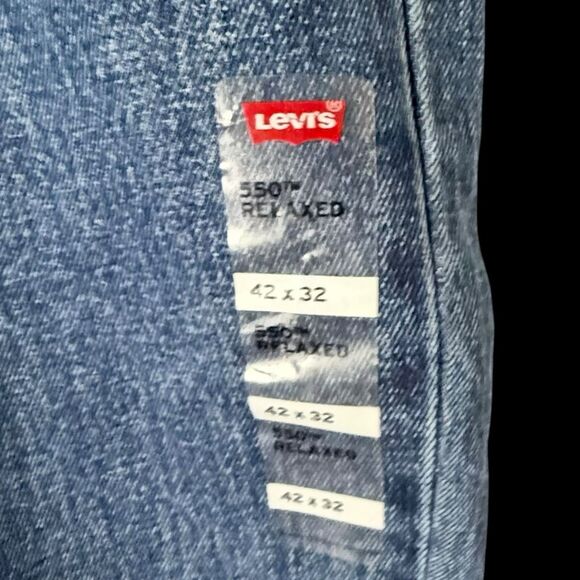 Levi's®
550™
RELAXED
42 x 32
550™
RELAXED
42 x 32
550™
RELAXED
42 x 32